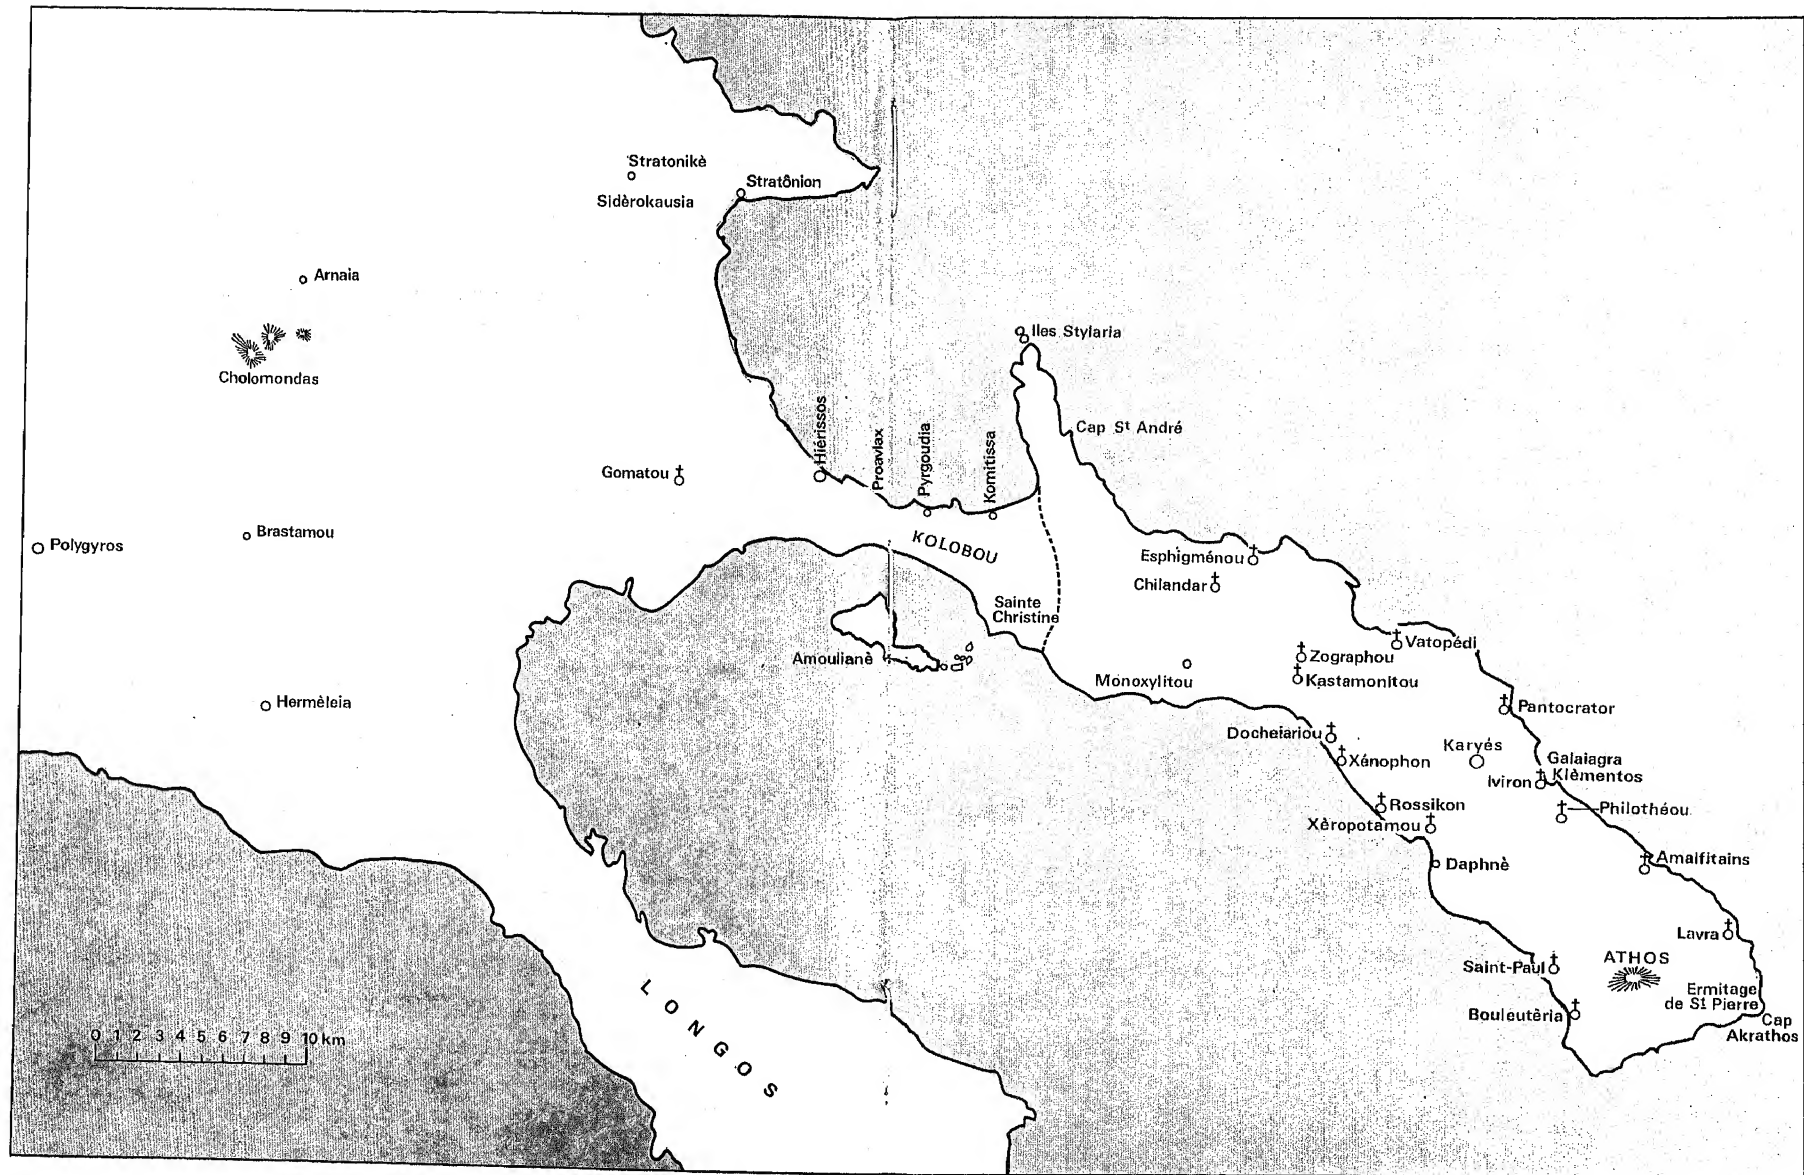 Stratonikè
Sidèrokausia
Stratônion
Arnaia
Cholomondas
Iles Stylaria
Cap St André
Hiérissos
Proavlax
Pyrgoudia
Komitissa
Gomatou
Polygyros
Brastamou
KOLOBOU
Esphigménou
Chilandar
Sainte
Christine
Vatopédi
Amoulianè
Zographou
Monoxylitou
Kastamonitou
Hermèleia
Pantocrator
Docheiariou
Karyés
Xénophon
Galaiagra
Klèmentos
Iviron
Rossikon
Philothéou
Xèropotamou
Daphnè
Amalfitains
Lavra
Saint-Paul
ATHOS
Ermitage
de St Pierre
Bouleutèria
Cap
Akrathos
LONGOS
0 1 2 3 4 5 6 7 8 9 10 km